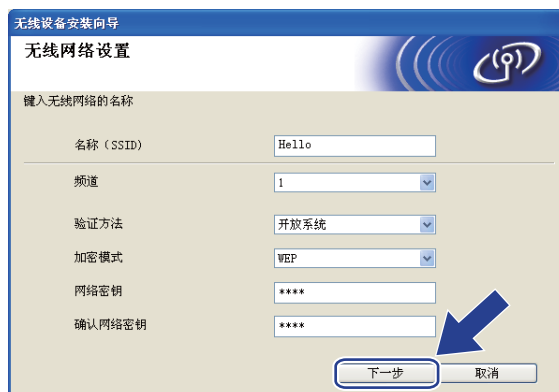 无线设备安装向导
无线网络设置
键入无线网络的名称
名称（SSID） Hello
频道 1
验证方法 开放系统
加密模式 WEP
网络密钥 ****
确认网络密钥 ****
下一步 取消